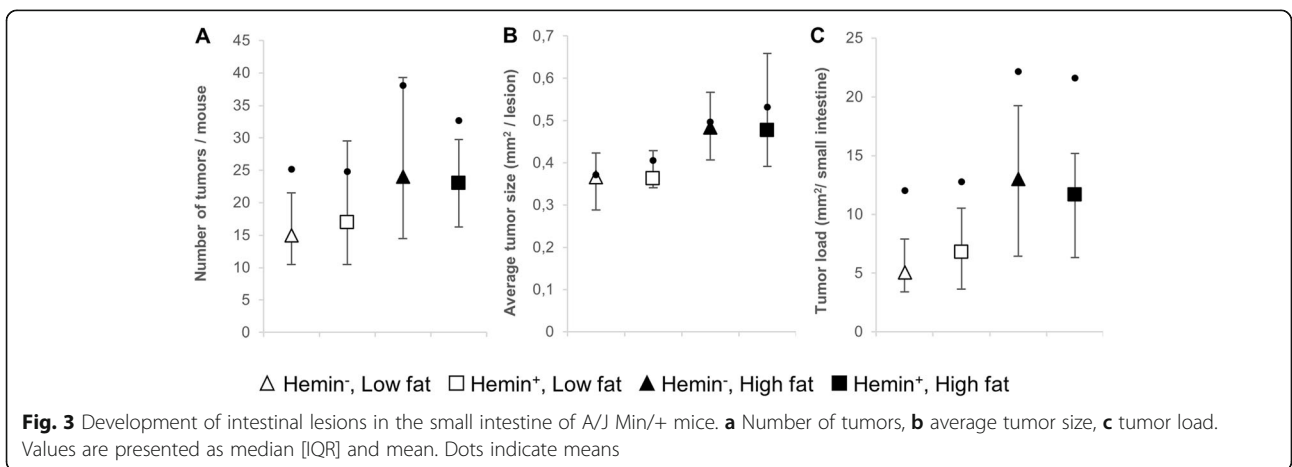 A
Number of tumors / mouse
45
40
35
30
25
20
15
10
5
0
B
Average tumor size (mm² / lesion)
0,7
0,6
0,5
0,4
0,3
0,2
0,1
0
C
Tumor load (mm²/ small intestine)
25
20
15
10
5
0
△ Hemin⁻, Low fat □ Hemin⁺, Low fat ▲ Hemin⁻, High fat ■ Hemin⁺, High fat
Fig. 3 Development of intestinal lesions in the small intestine of A/J Min/+ mice. a Number of tumors, b average tumor size, c tumor load.
Values are presented as median [IQR] and mean. Dots indicate means